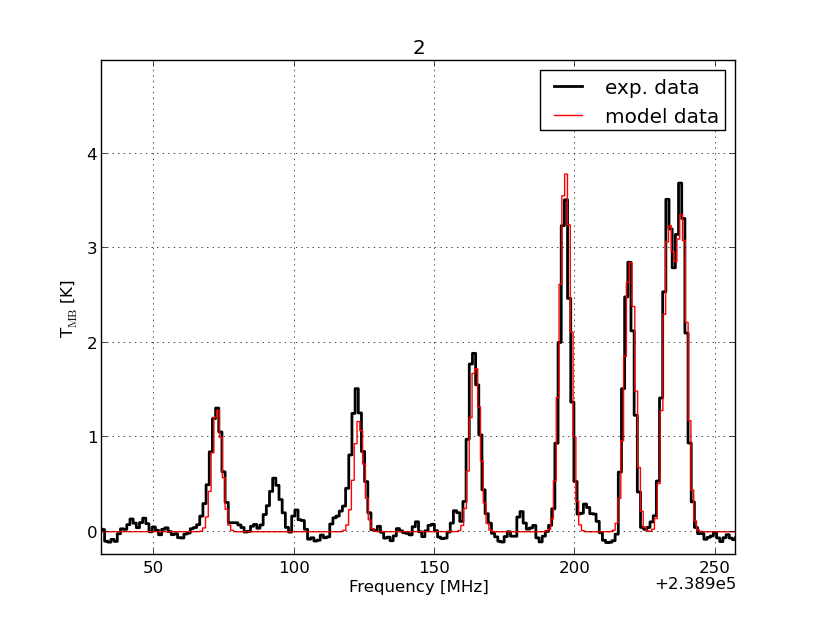 2
exp. data
model data
4
3
2
1
0
T_MB [K]
50 100 150 200 250
+2.389e5
Frequency [MHz]